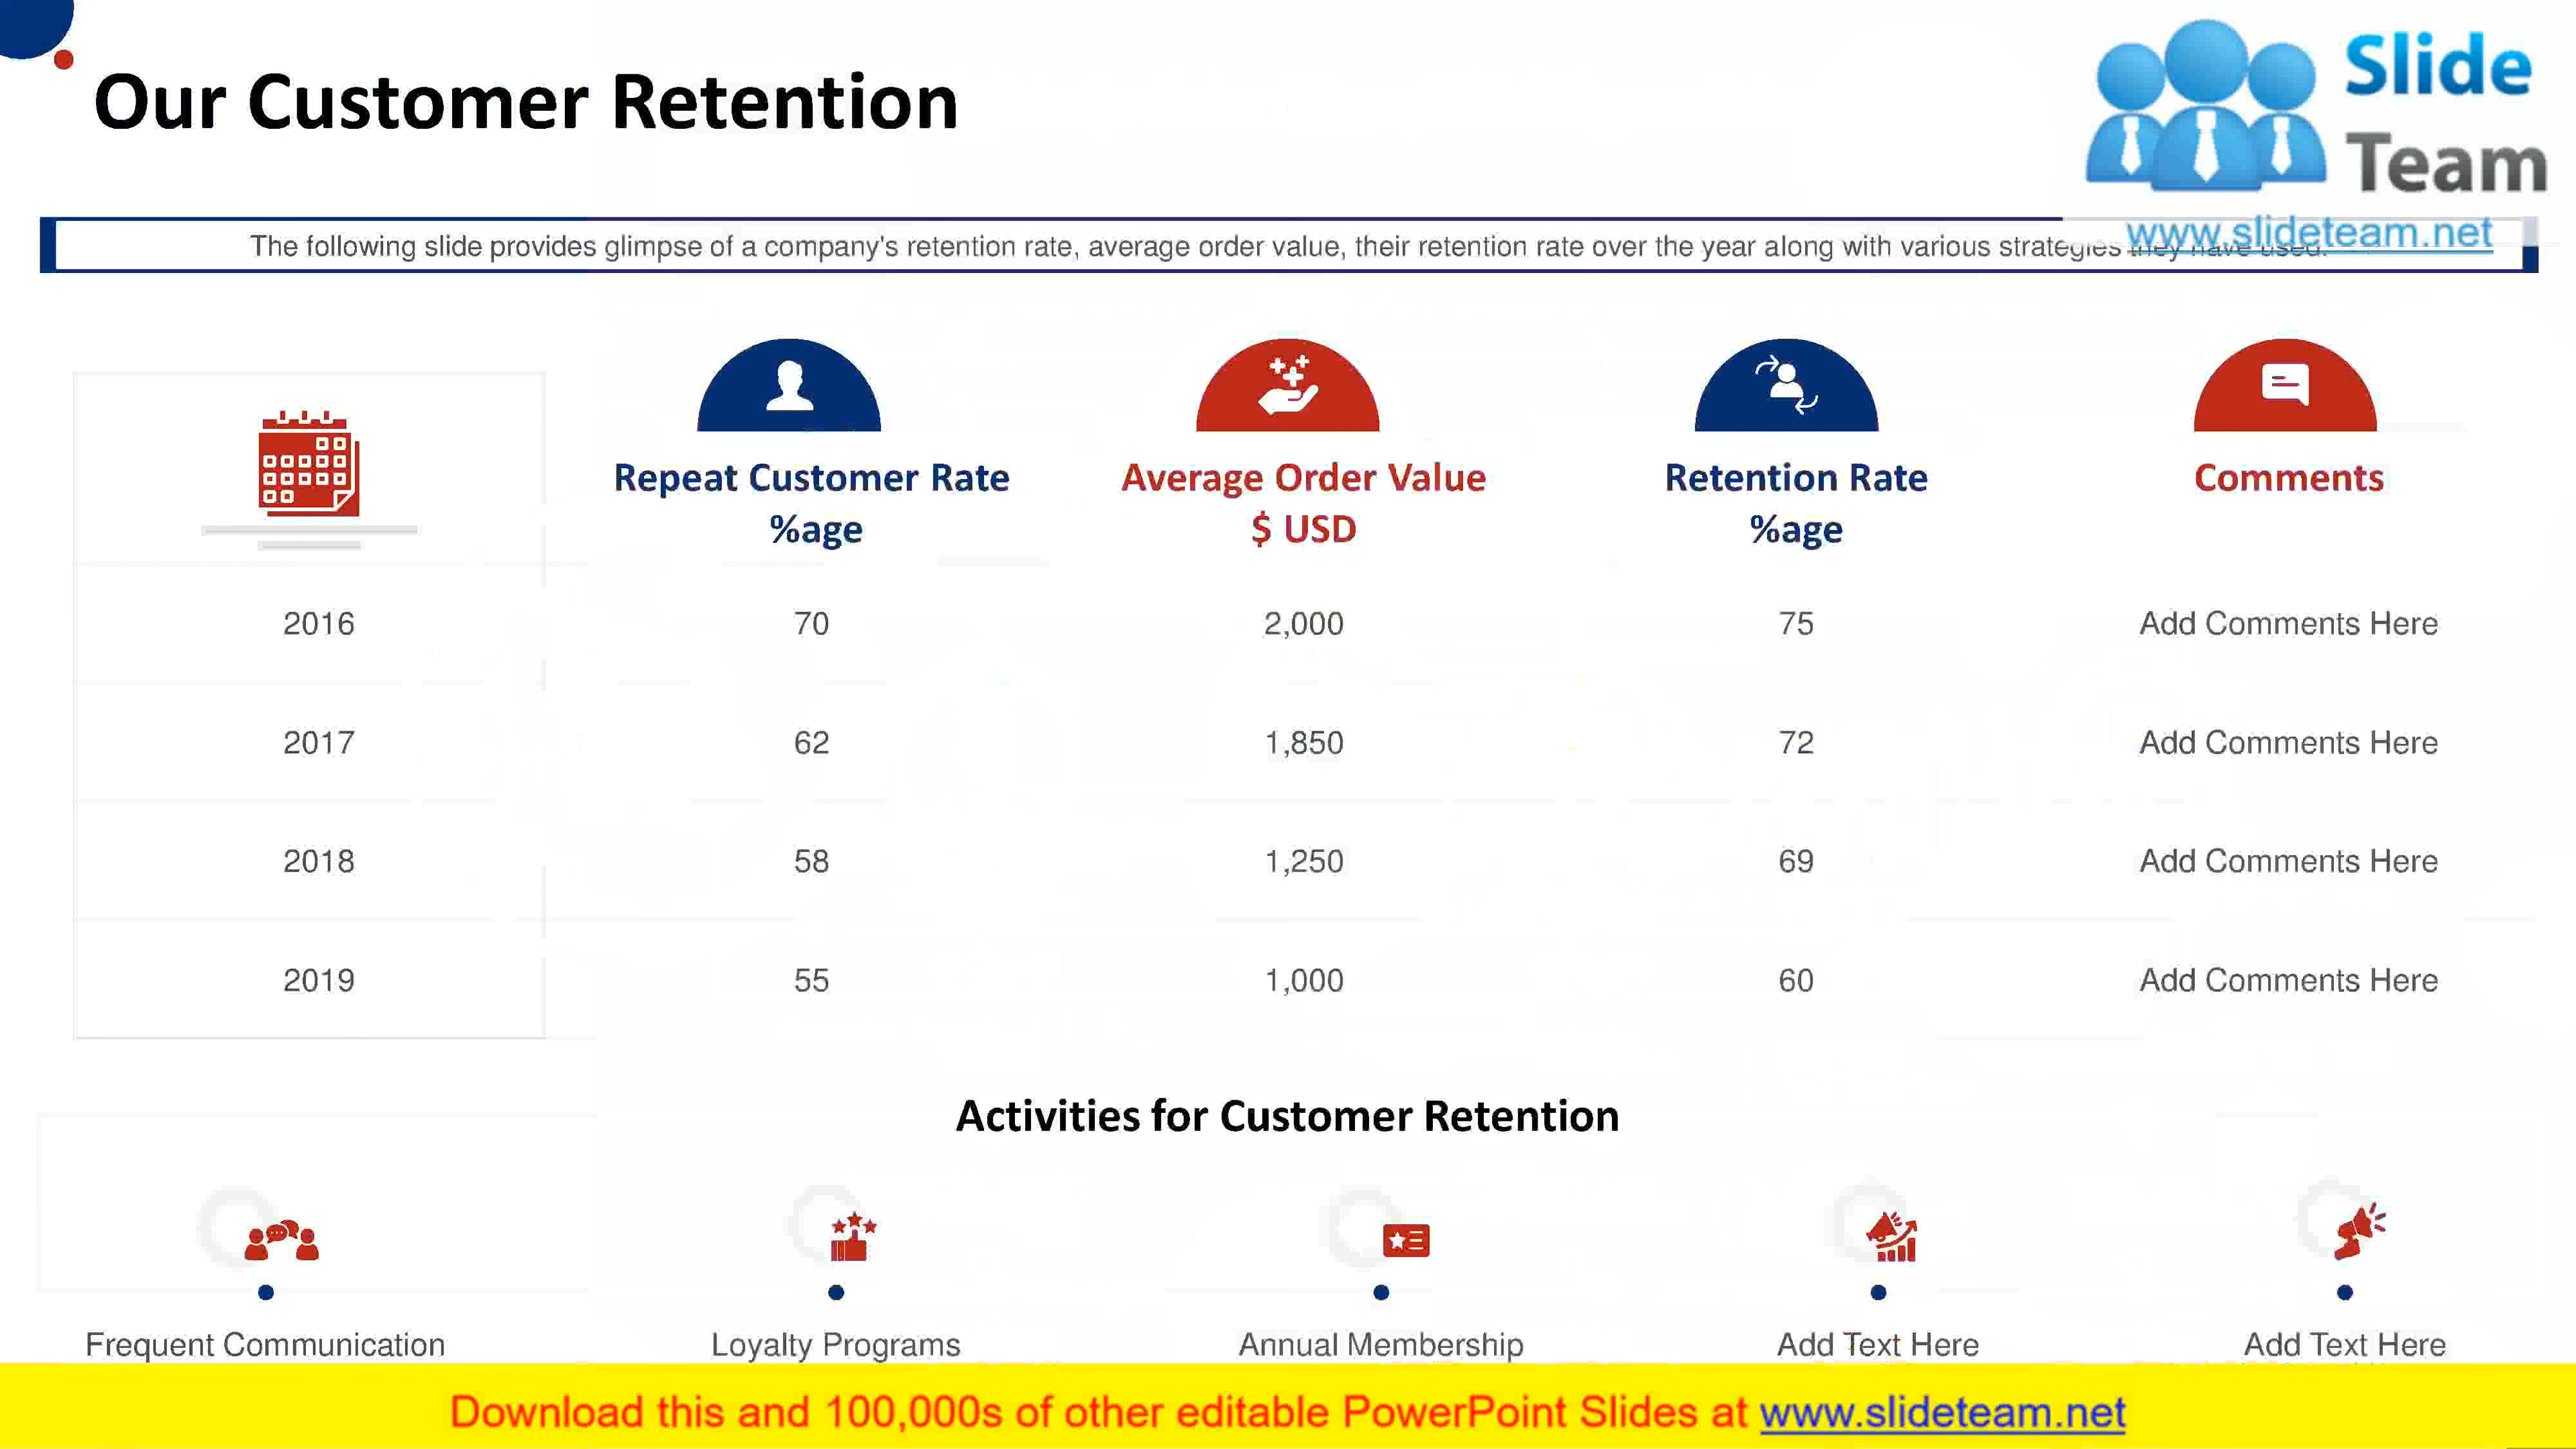 Our Customer Retention
Slide
Team
www.slideteam.net
The following slide provides glimpse of a company's retention rate, average order value, their retention rate over the year along with various strategies they have used.
Repeat Customer Rate Average Order Value Retention Rate Comments
%age $ USD %age
2016 70 2,000 75 Add Comments Here
2017 62 1,850 72 Add Comments Here
2018 58 1,250 69 Add Comments Here
2019 55 1,000 60 Add Comments Here
Activities for Customer Retention
Frequent Communication Loyalty Programs Annual Membership Add Text Here Add Text Here
Download this and 100,000s of other editable PowerPoint Slides at www.slideteam.net